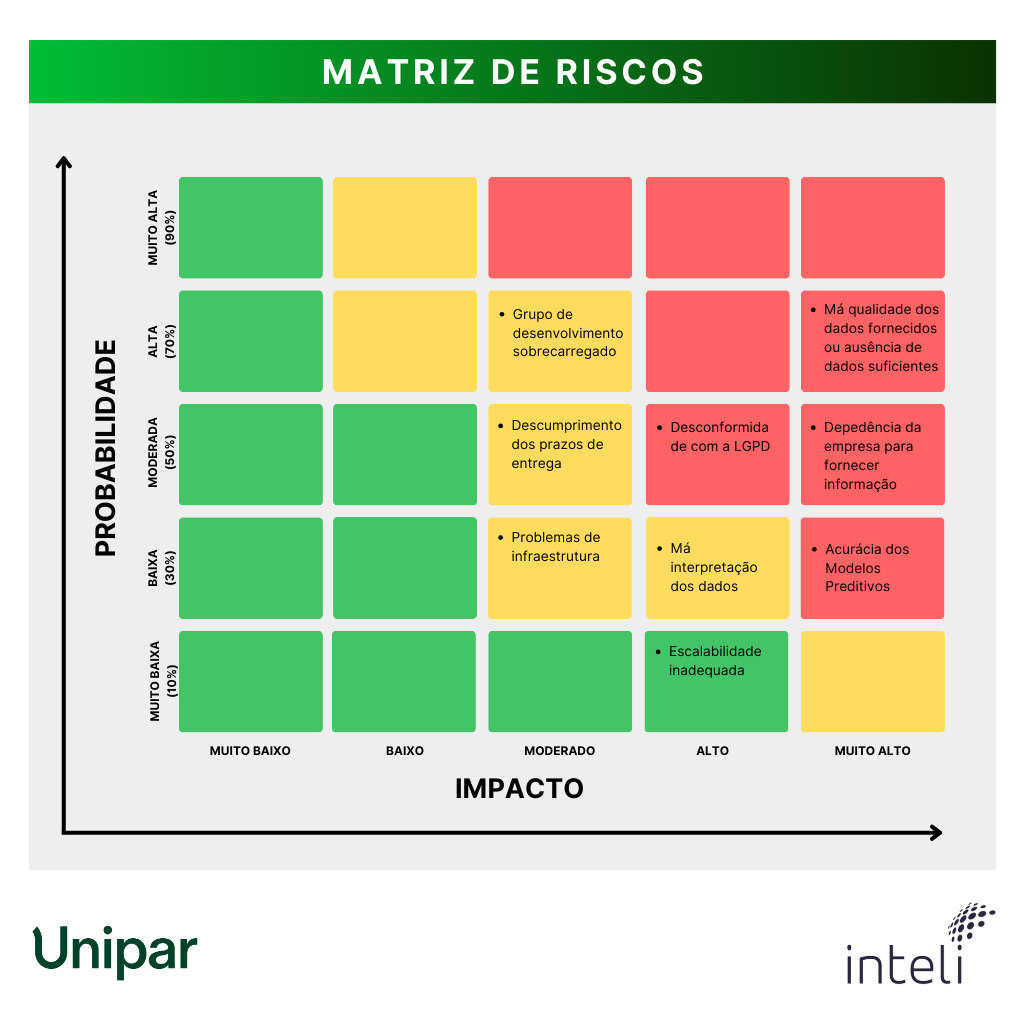 MATRIZ DE RISCOS
PROBABILIDADE
MUITO ALTA
(90%)
ALTA
(70%)
• Grupo de
desenvolvimento
sobrecarregado
• Má qualidade dos
dados fornecidos
ou ausência de
dados suficientes
MODERADA
(50%)
• Descumprimento
dos prazos de
entrega
• Desconformida
de com a LGPD
• Depedência da
empresa para
fornecer
informação
BAIXA
(30%)
• Problemas de
infraestrutura
• Má
interpretação
dos dados
• Acurácia dos
Modelos
Preditivos
MUITO BAIXA
(10%)
• Escalabilidade
inadequada
MUITO BAIXO
BAIXO
MODERADO
ALTO
MUITO ALTO
IMPACTO
Unipar
inteli